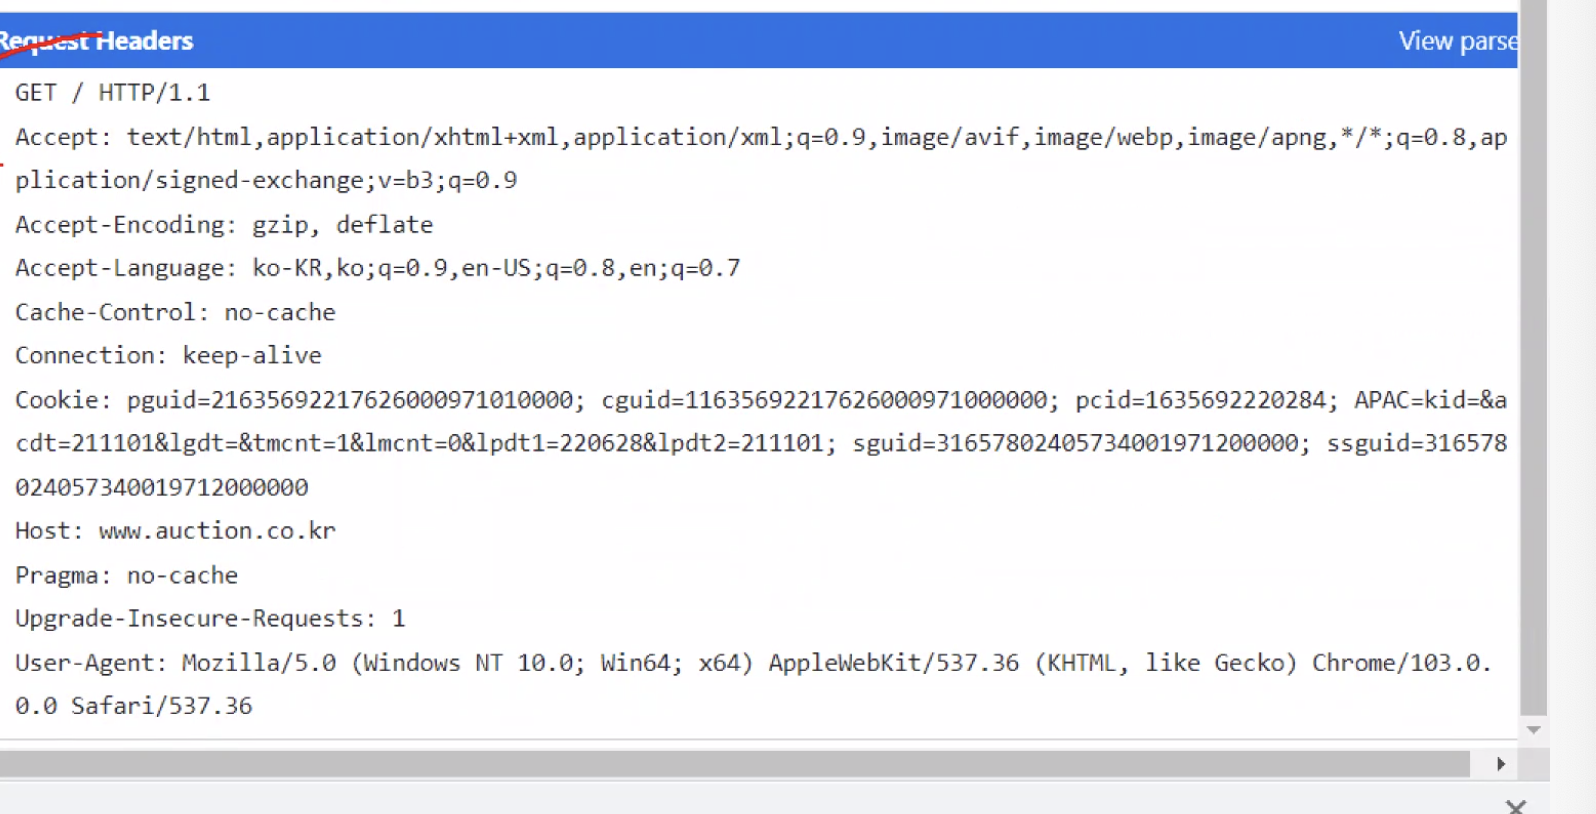 Request Headers
View parse
GET / HTTP/1.1
Accept: text/html,application/xhtml+xml,application/xml;q=0.9,image/avif,image/webp,image/apng,*/*;q=0.8,ap
plication/signed-exchange;v=b3;q=0.9
Accept-Encoding: gzip, deflate
Accept-Language: ko-KR,ko;q=0.9,en-US;q=0.8,en;q=0.7
Cache-Control: no-cache
Connection: keep-alive
Cookie: pguid=21635692217626000971010000; cguid=11635692217626000971000000; pcid=1635692220284; APAC=kid=&a
cdt=211101&lgdt=&tmcnt=1&lmcnt=0&lpdt1=220628&lpdt2=211101; sguid=31657802405734001971200000; ssguid=316578
02405734001971​2000000
Host: www.auction.co.kr
Pragma: no-cache
Upgrade-Insecure-Requests: 1
User-Agent: Mozilla/5.0 (Windows NT 10.0; Win64; x64) AppleWebKit/537.36 (KHTML, like Gecko) Chrome/103.0.
0.0 Safari/537.36